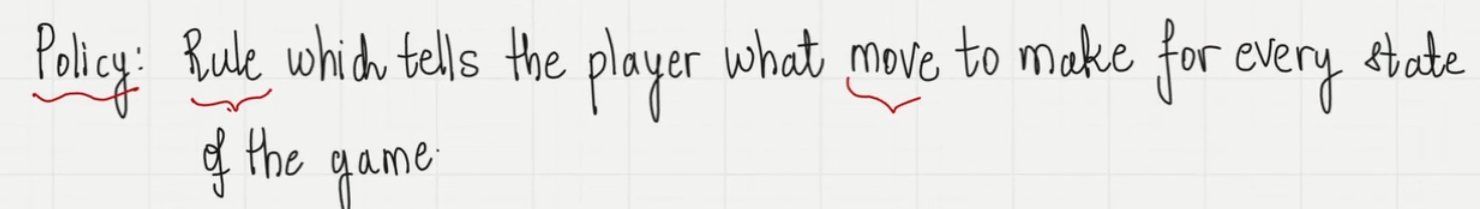 Policy: Rule which tells the player what move to make for every state
of the game.